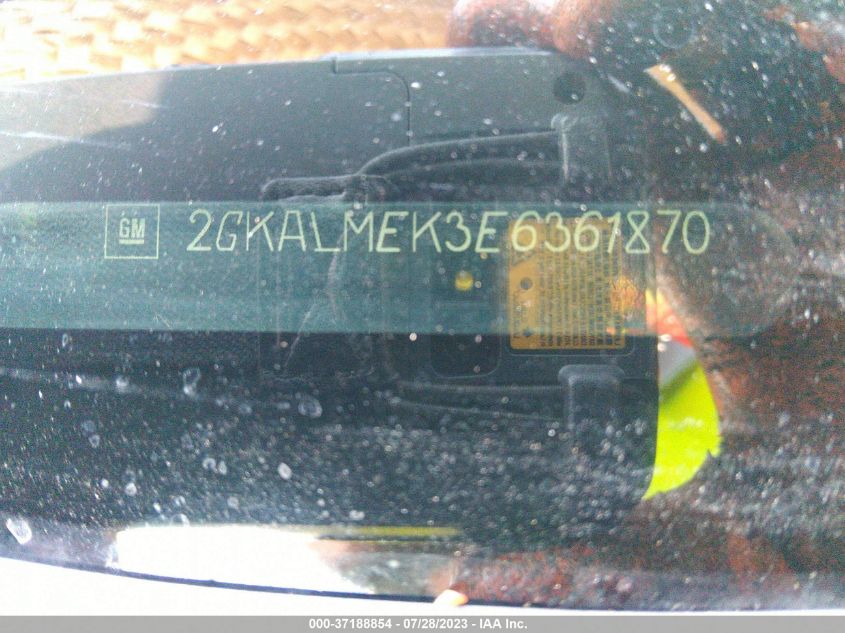 GM 2GKALMEK3E6361870
000-37188854 / 07/28/2023 - IAA Inc.